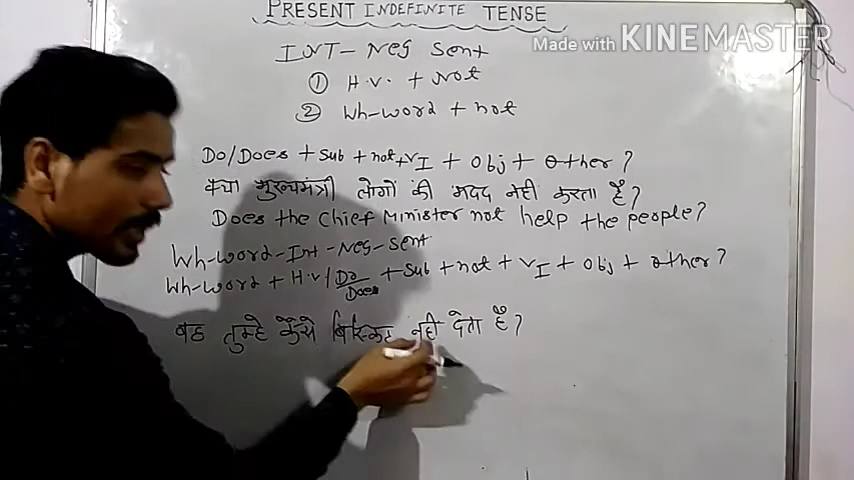 PRESENT INDEFINITE TENSE
Made with KINEMASTER
INT-Neg Sent
① H.V. + Not
② Wh-word + not
Do/Does + Sub + not + VI + Obj + Other?
क्या मुख्यमंत्री लोगों की मदद नही करता है?
Does the Chief Minister not help the people?
Wh-word-Int-Neg-Sent
Wh-word + H.V/Do/Does + Sub + not + VI + Obj + other?
वह तुम्हे कैसे बिस्किट नही देता है?